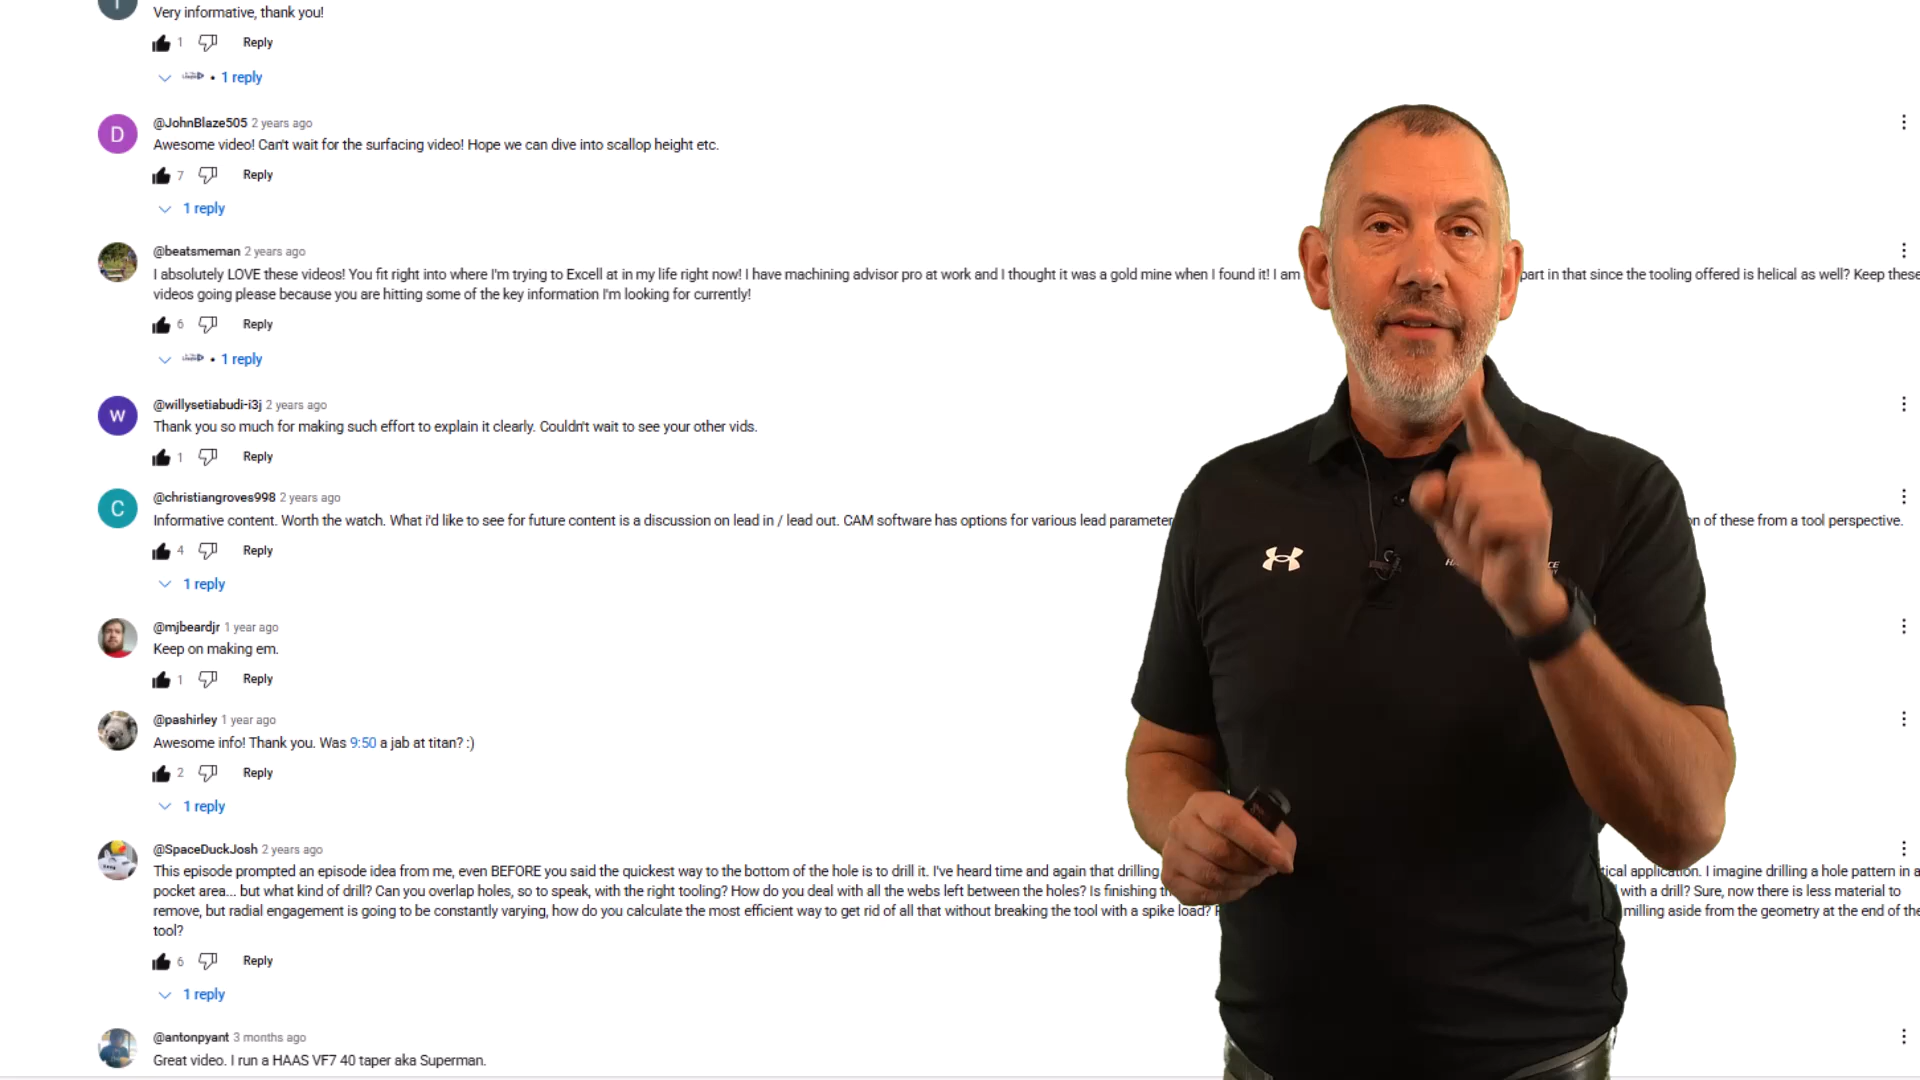 Very informative, thank you!
1 Reply
• 1 reply
D
@JohnBlaze505 2 years ago
Awesome video! Can't wait for the surfacing video! Hope we can dive into scallop height etc.
7 Reply
1 reply
@beatsmeman 2 years ago
I absolutely LOVE these videos! You fit right into where I'm trying to Excell at in my life right now! I have machining advisor pro at work and I thought it was a gold mine when I found it! I am part in that since the tooling offered is helical as well? Keep these
videos going please because you are hitting some of the key information I'm looking for currently!
6 Reply
• 1 reply
W
@willysetiabudi-i3j 2 years ago
Thank you so much for making such effort to explain it clearly. Couldn't wait to see your other vids.
1 Reply
C
@christiangroves998 2 years ago
Informative content. Worth the watch. What i'd like to see for future content is a discussion on lead in / lead out. CAM software has options for various lead parameter of these from a tool perspective.
4 Reply
1 reply
@mjbeardjr 1 year ago
Keep on making em.
1 Reply
@pashirley 1 year ago
Awesome info! Thank you. Was 9:50 a jab at titan? :)
2 Reply
1 reply
@SpaceDuckJosh 2 years ago
This episode prompted an episode idea from me, even BEFORE you said the quickest way to the bottom of the hole is to drill it. I've heard time and again that drilling application. I imagine drilling a hole pattern in a
pocket area... but what kind of drill? Can you overlap holes, so to speak, with the right tooling? How do you deal with all the webs left between the holes? Is finishing with a drill? Sure, now there is less material to
remove, but radial engagement is going to be constantly varying, how do you calculate the most efficient way to get rid of all that without breaking the tool with a spike load? milling aside from the geometry at the end of the
tool?
6 Reply
1 reply
@antonpyant 3 months ago
Great video. I run a HAAS VF7 40 taper aka Superman.